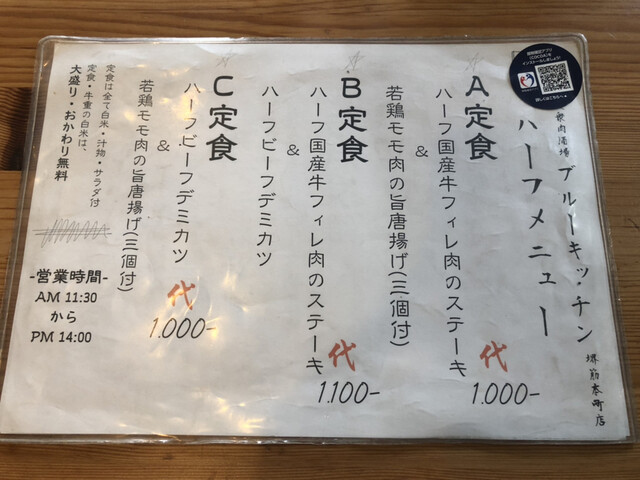 炭肉酒場 ブルーキッ・チン 堺筋本町店
ハーフメニュー
A定食
ハーフ国産牛フィレ肉のステーキ
&
若鶏モモ肉の旨唐揚げ(三個付)
代
1.000-
B定食
ハーフ国産牛フィレ肉のステーキ
&
ハーフビーフデミカツ
代
1.100-
C定食
ハーフビーフデミカツ
&
若鶏モモ肉の旨唐揚げ(三個付)
代
1.000-
定食は全て白米・汁物・サラダ付
定食・牛重の白米は、
大盛り・おかわり無料
-営業時間-
AM 11:30
から
PM 14:00